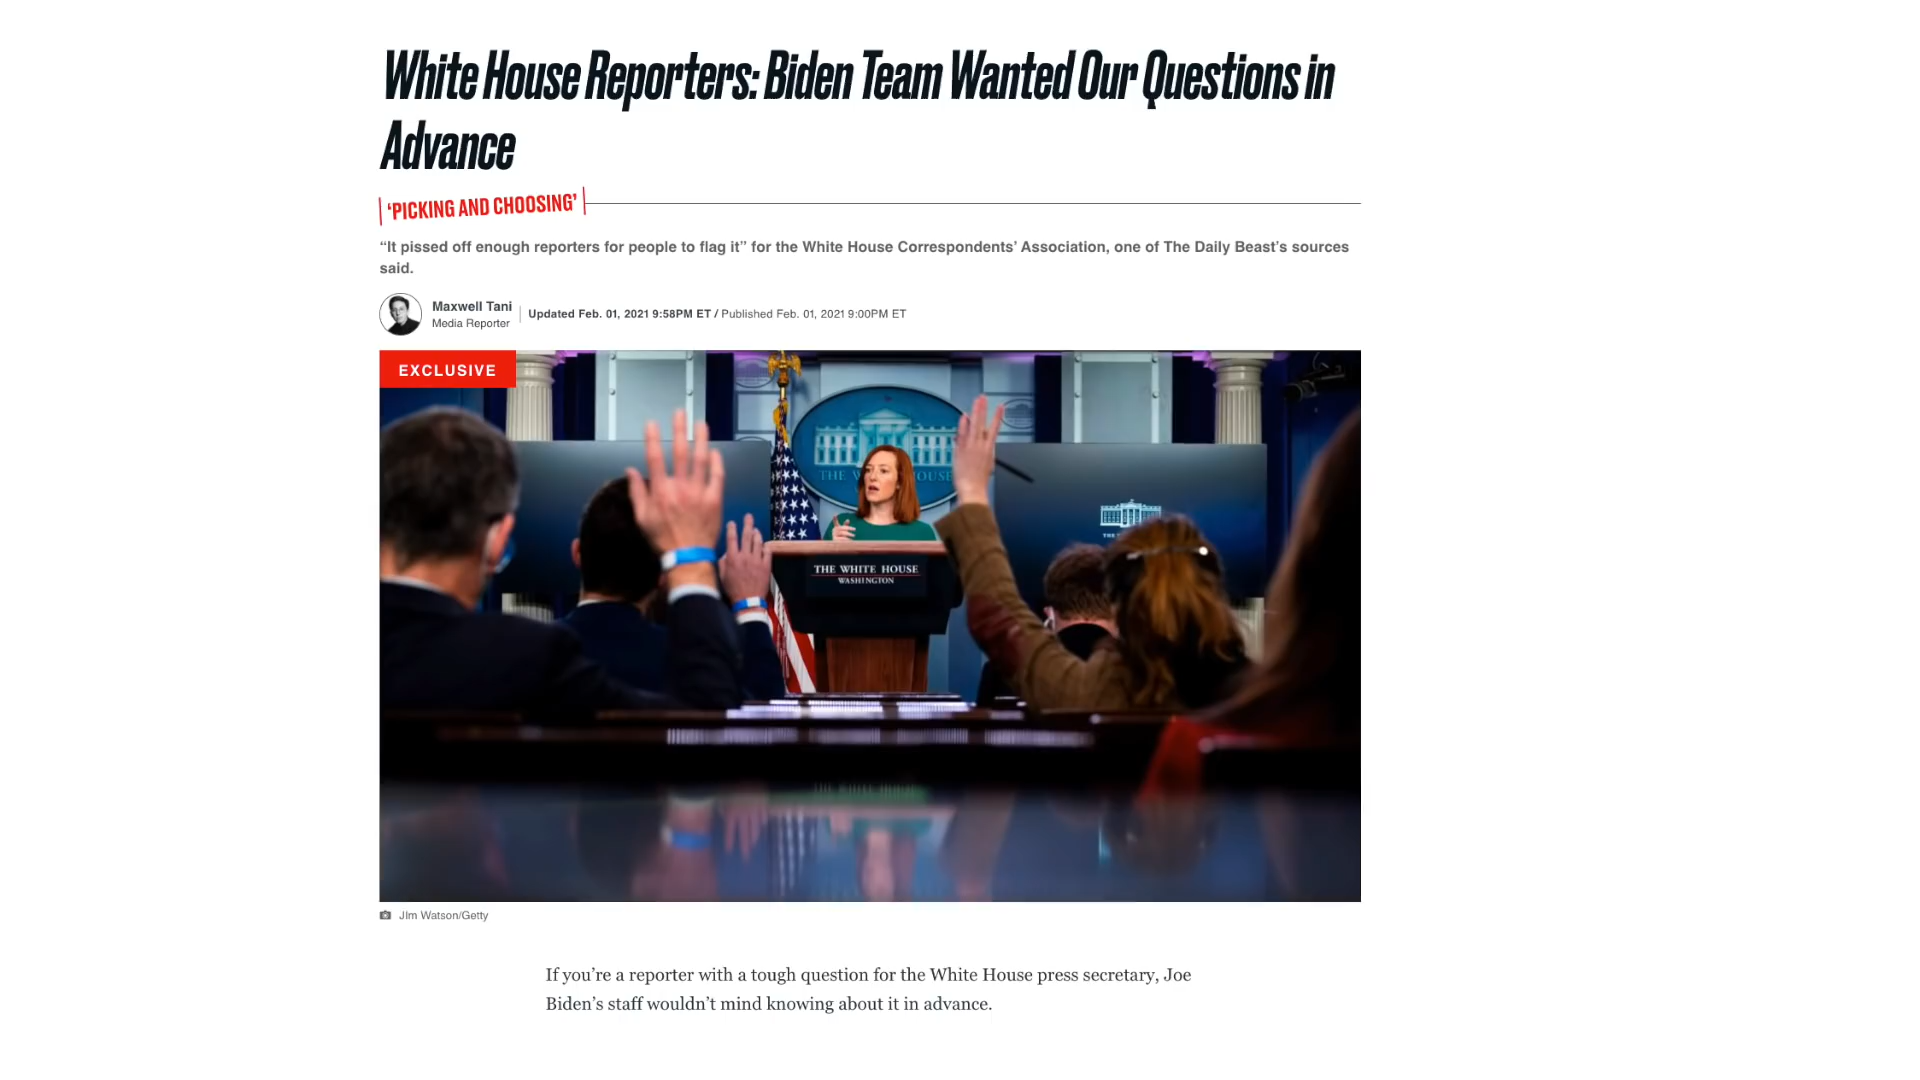 White House Reporters: Biden Team Wanted Our Questions in
Advance
‘PICKING AND CHOOSING’
“It pissed off enough reporters for people to flag it” for the White House Correspondents’ Association, one of The Daily Beast’s sources
said.
Maxwell Tani
Media Reporter
Updated Feb. 01, 2021 9:58PM ET / Published Feb. 01, 2021 9:00PM ET
EXCLUSIVE
THE WHITE HOUSE
WASHINGTON
JIm Watson/Getty
If you’re a reporter with a tough question for the White House press secretary, Joe
Biden’s staff wouldn’t mind knowing about it in advance.